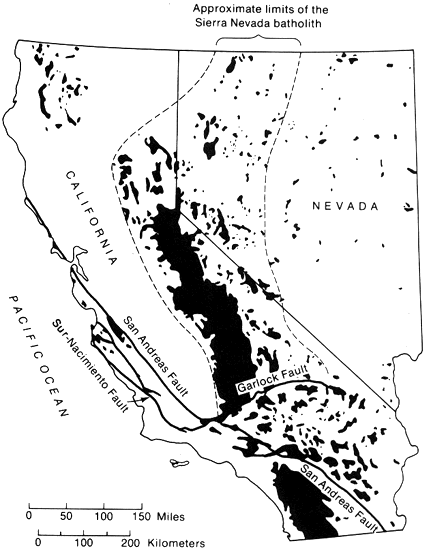 Approximate limits of the
Sierra Nevada batholith
CALIFORNIA
NEVADA
PACIFIC OCEAN
San Andreas Fault
Sur-Nacimiento Fault
Garlock Fault
San Andreas Fault
0 50 100 150 Miles
0 100 200 Kilometers